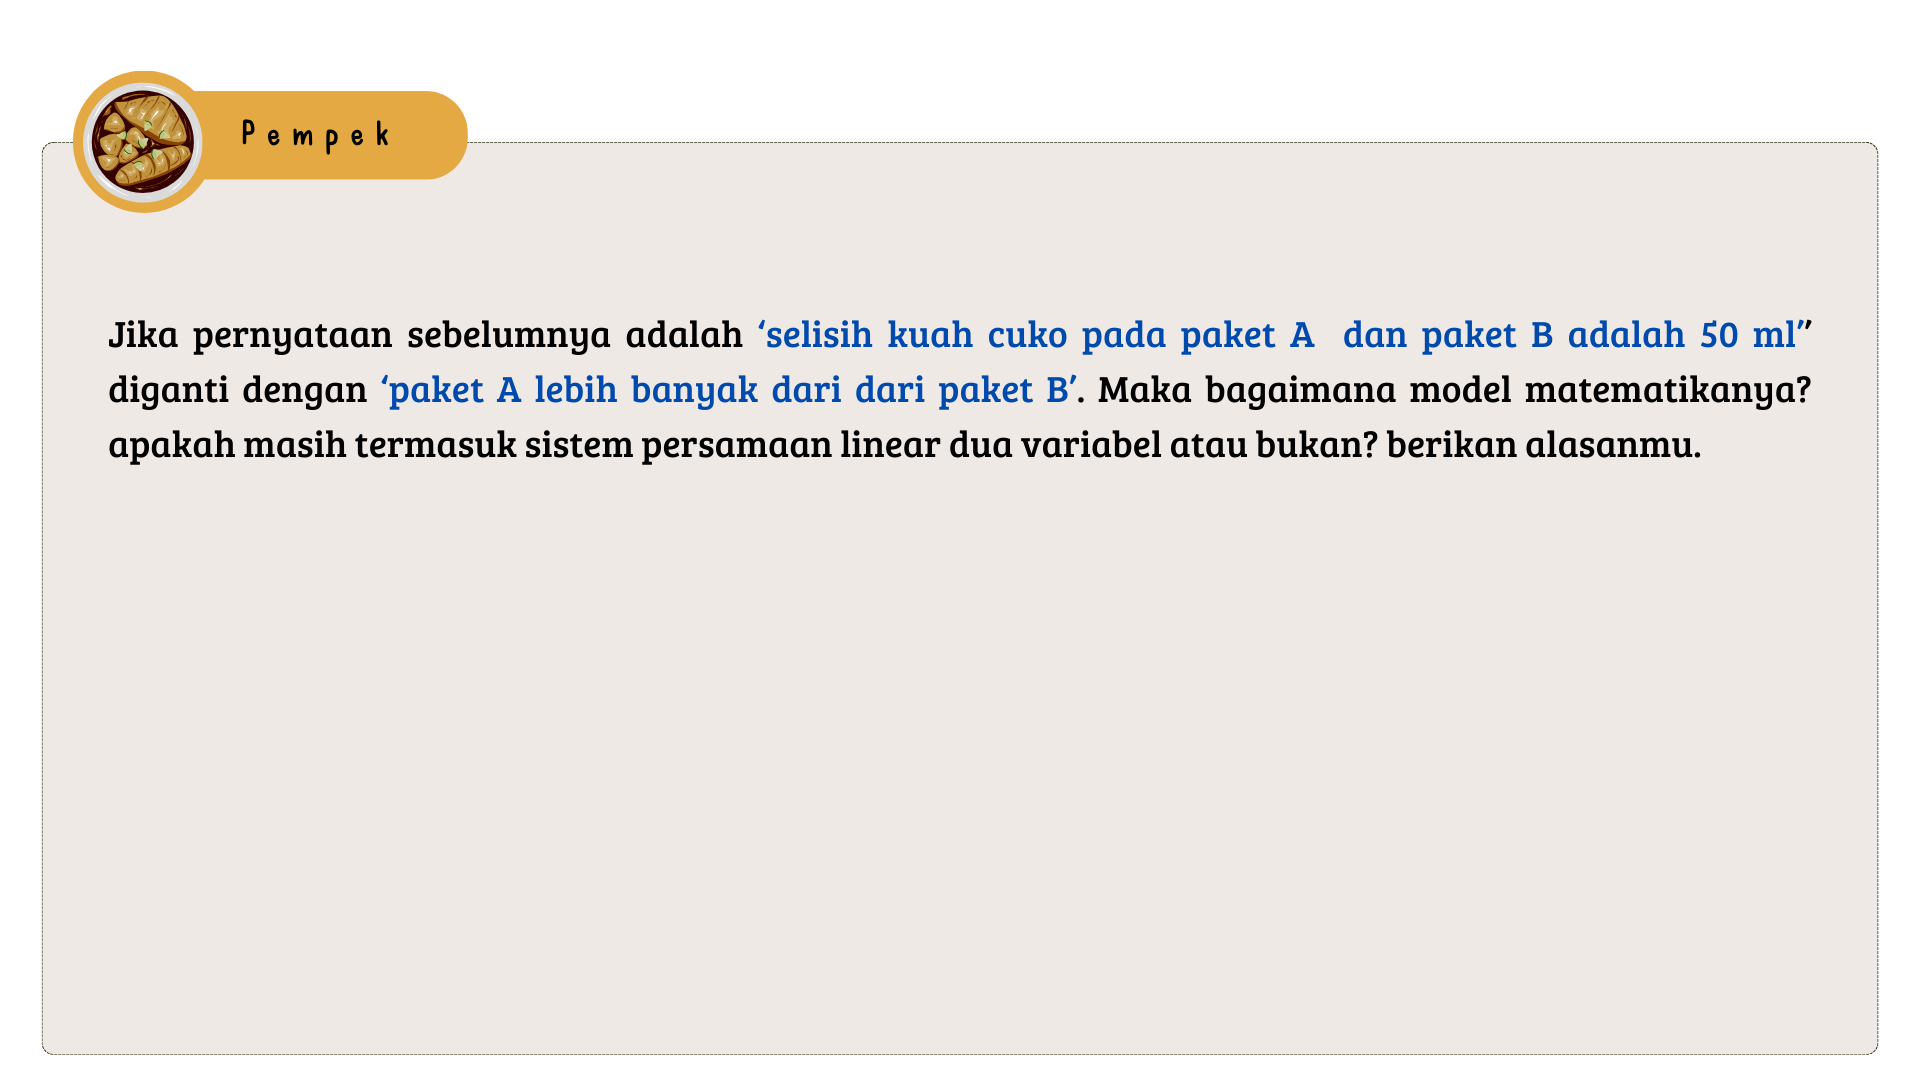 Pempek
Jika pernyataan sebelumnya adalah ‘selisih kuah cuko pada paket A dan paket B adalah 50 ml’’
diganti dengan ‘paket A lebih banyak dari dari paket B’. Maka bagaimana model matematikanya?
apakah masih termasuk sistem persamaan linear dua variabel atau bukan? berikan alasanmu.